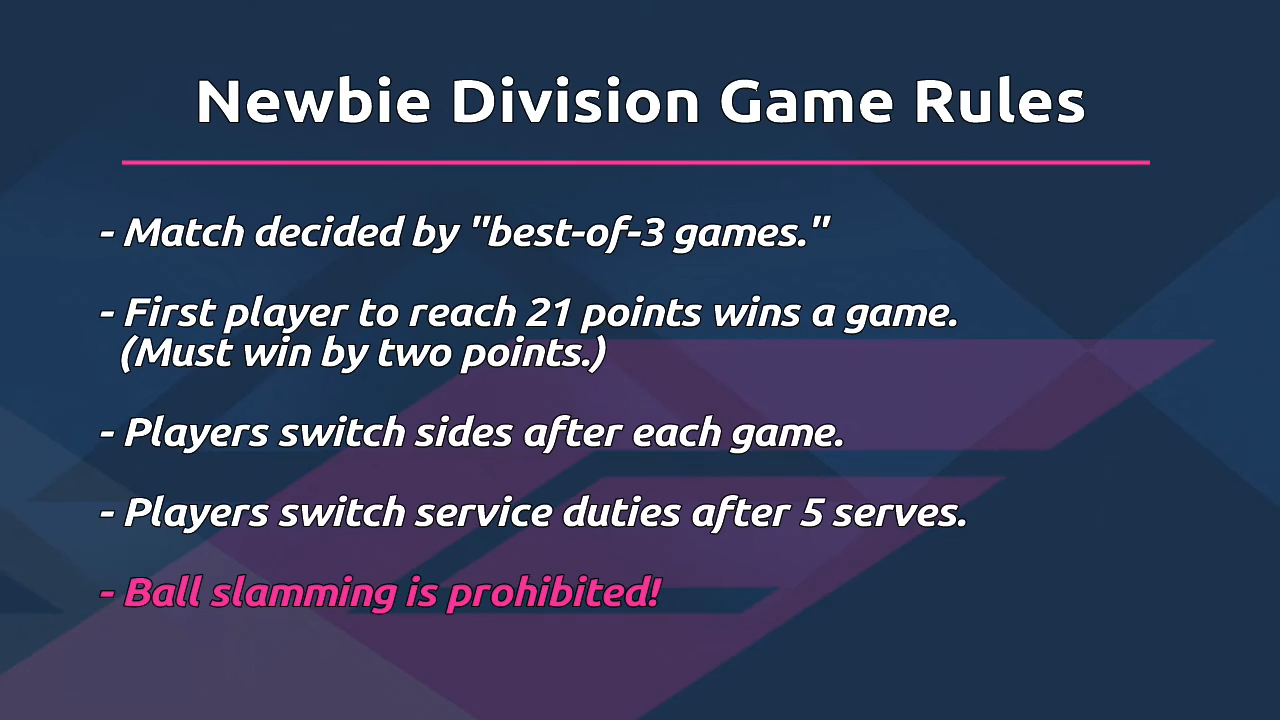 Newbie Division Game Rules
- Match decided by "best-of-3 games."
- First player to reach 21 points wins a game.
(Must win by two points.)
- Players switch sides after each game.
- Players switch service duties after 5 serves.
- Ball slamming is prohibited!